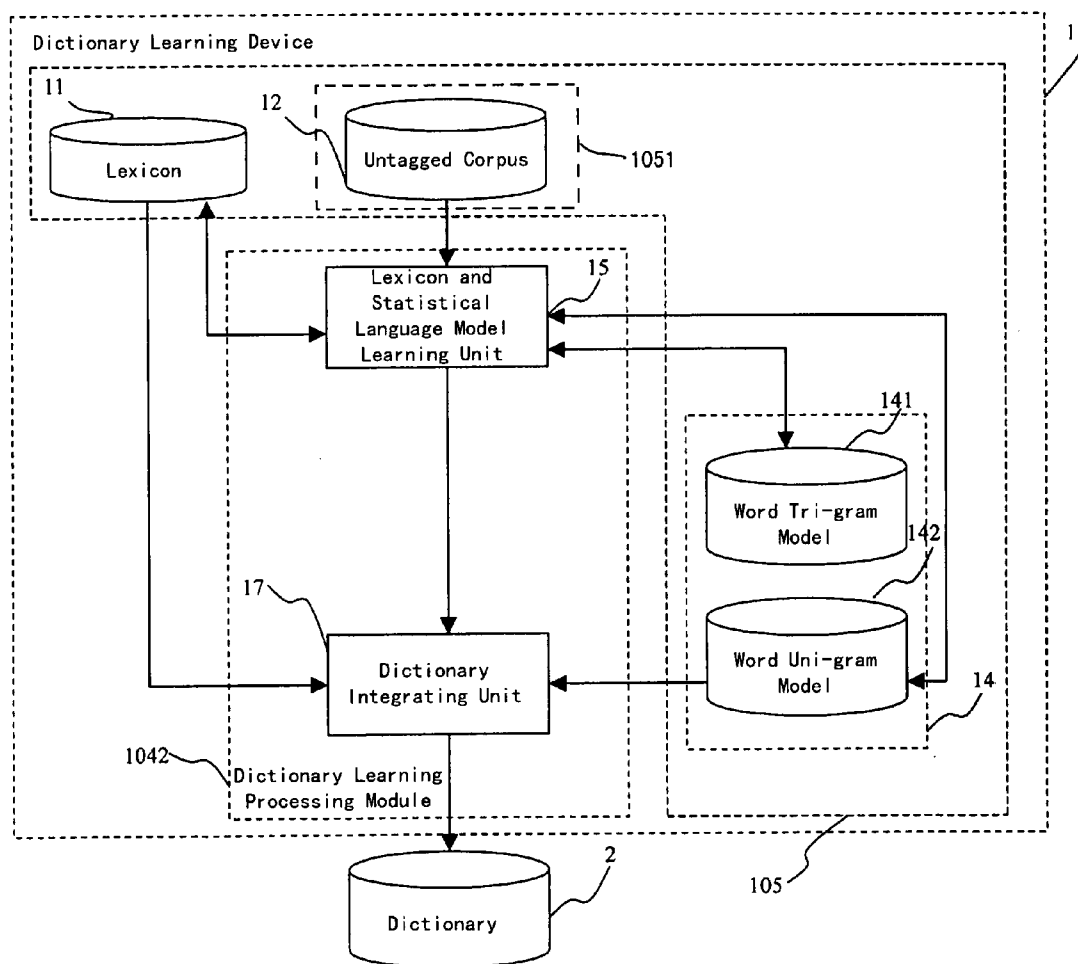 Dictionary Learning Device
1
11
Lexicon
12
Untagged Corpus
1051
Lexicon and
Statistical
Language Model
Learning Unit
15
141
Word Tri-gram
Model
142
Word Uni-gram
Model
14
17
Dictionary
Integrating Unit
1042
Dictionary Learning
Processing Module
105
2
Dictionary